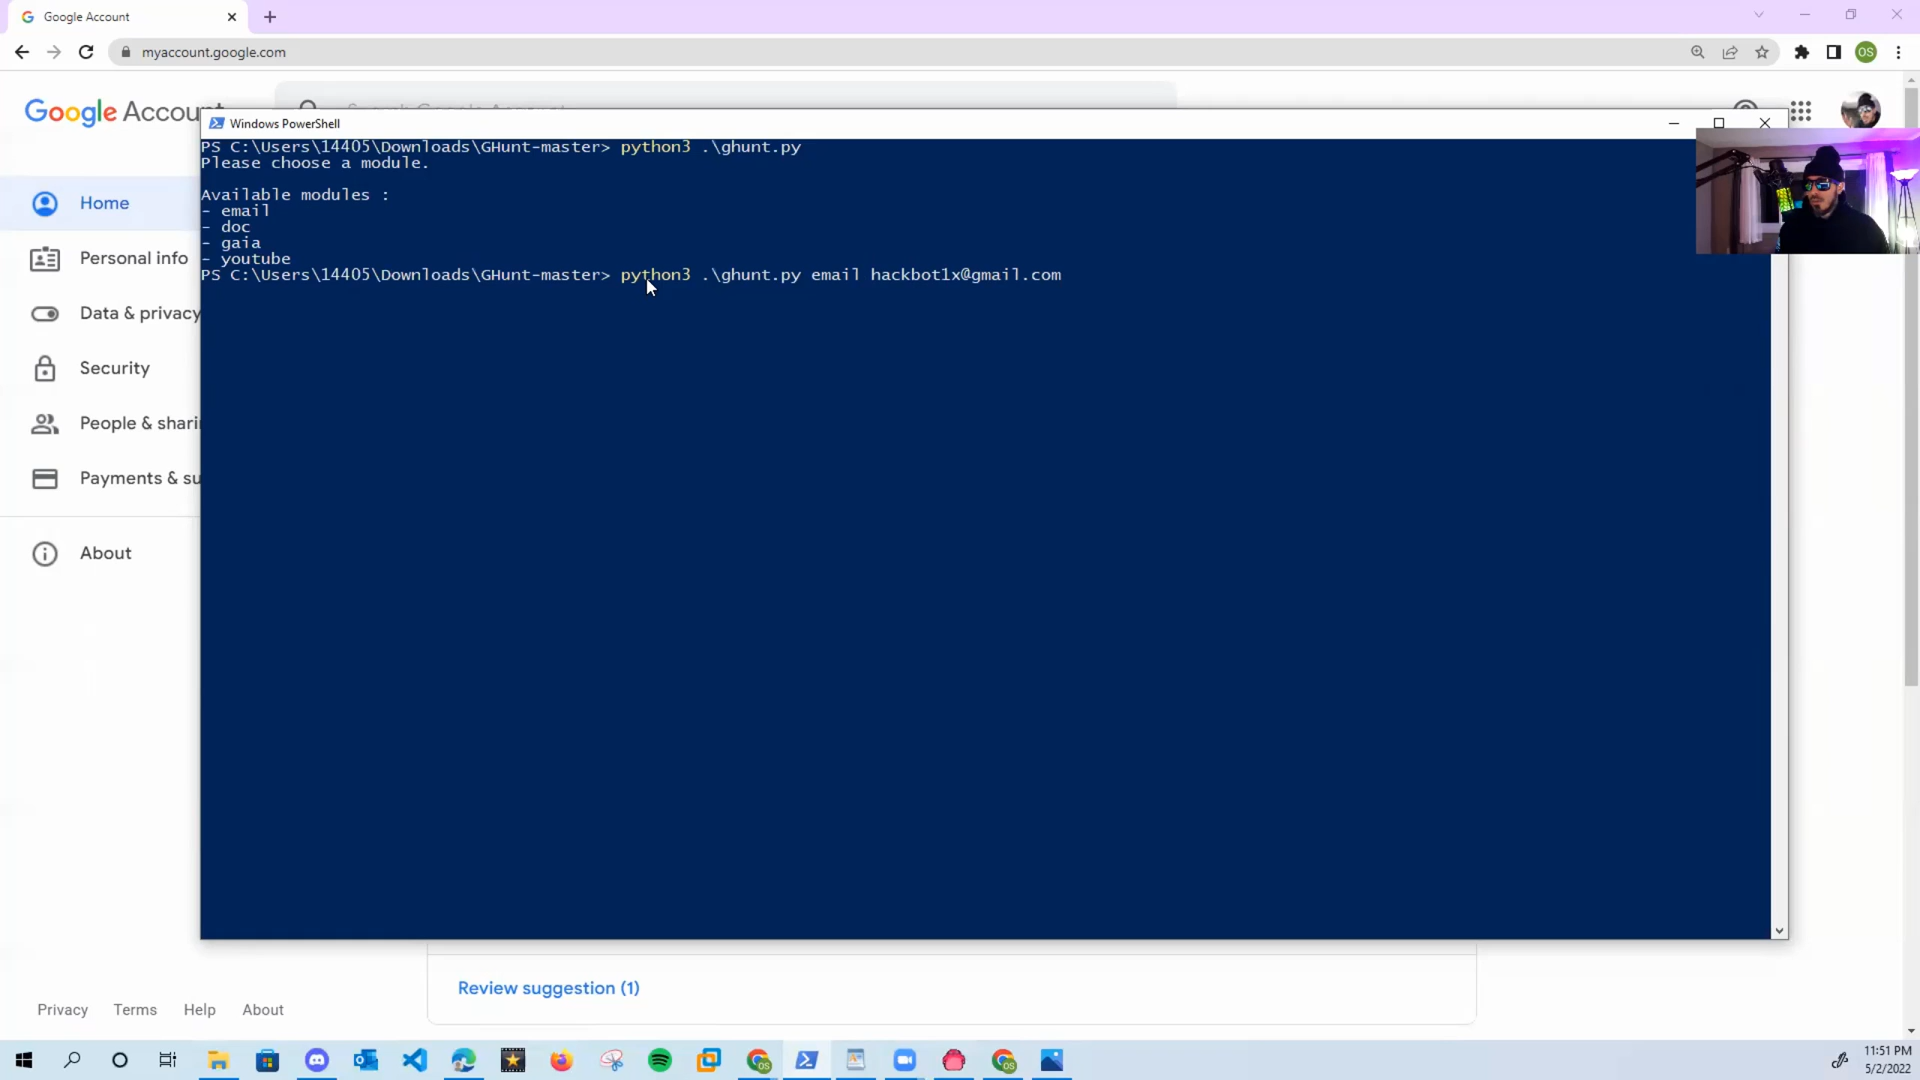 Google Account
myaccount.google.com
OS
Google Accou
Windows PowerShell
PS C:\Users\14405\Downloads\GHunt-master> python3 .\ghunt.py
Please choose a module.
Available modules :
- email
- doc
- gaia
- youtube
PS C:\Users\14405\Downloads\GHunt-master> python3 .\ghunt.py email hackbot1x@gmail.com
Home
Personal info
Data & privacy
Security
People & shari
Payments & su
About
Review suggestion (1)
Privacy Terms Help About
11:51 PM
5/2/2022